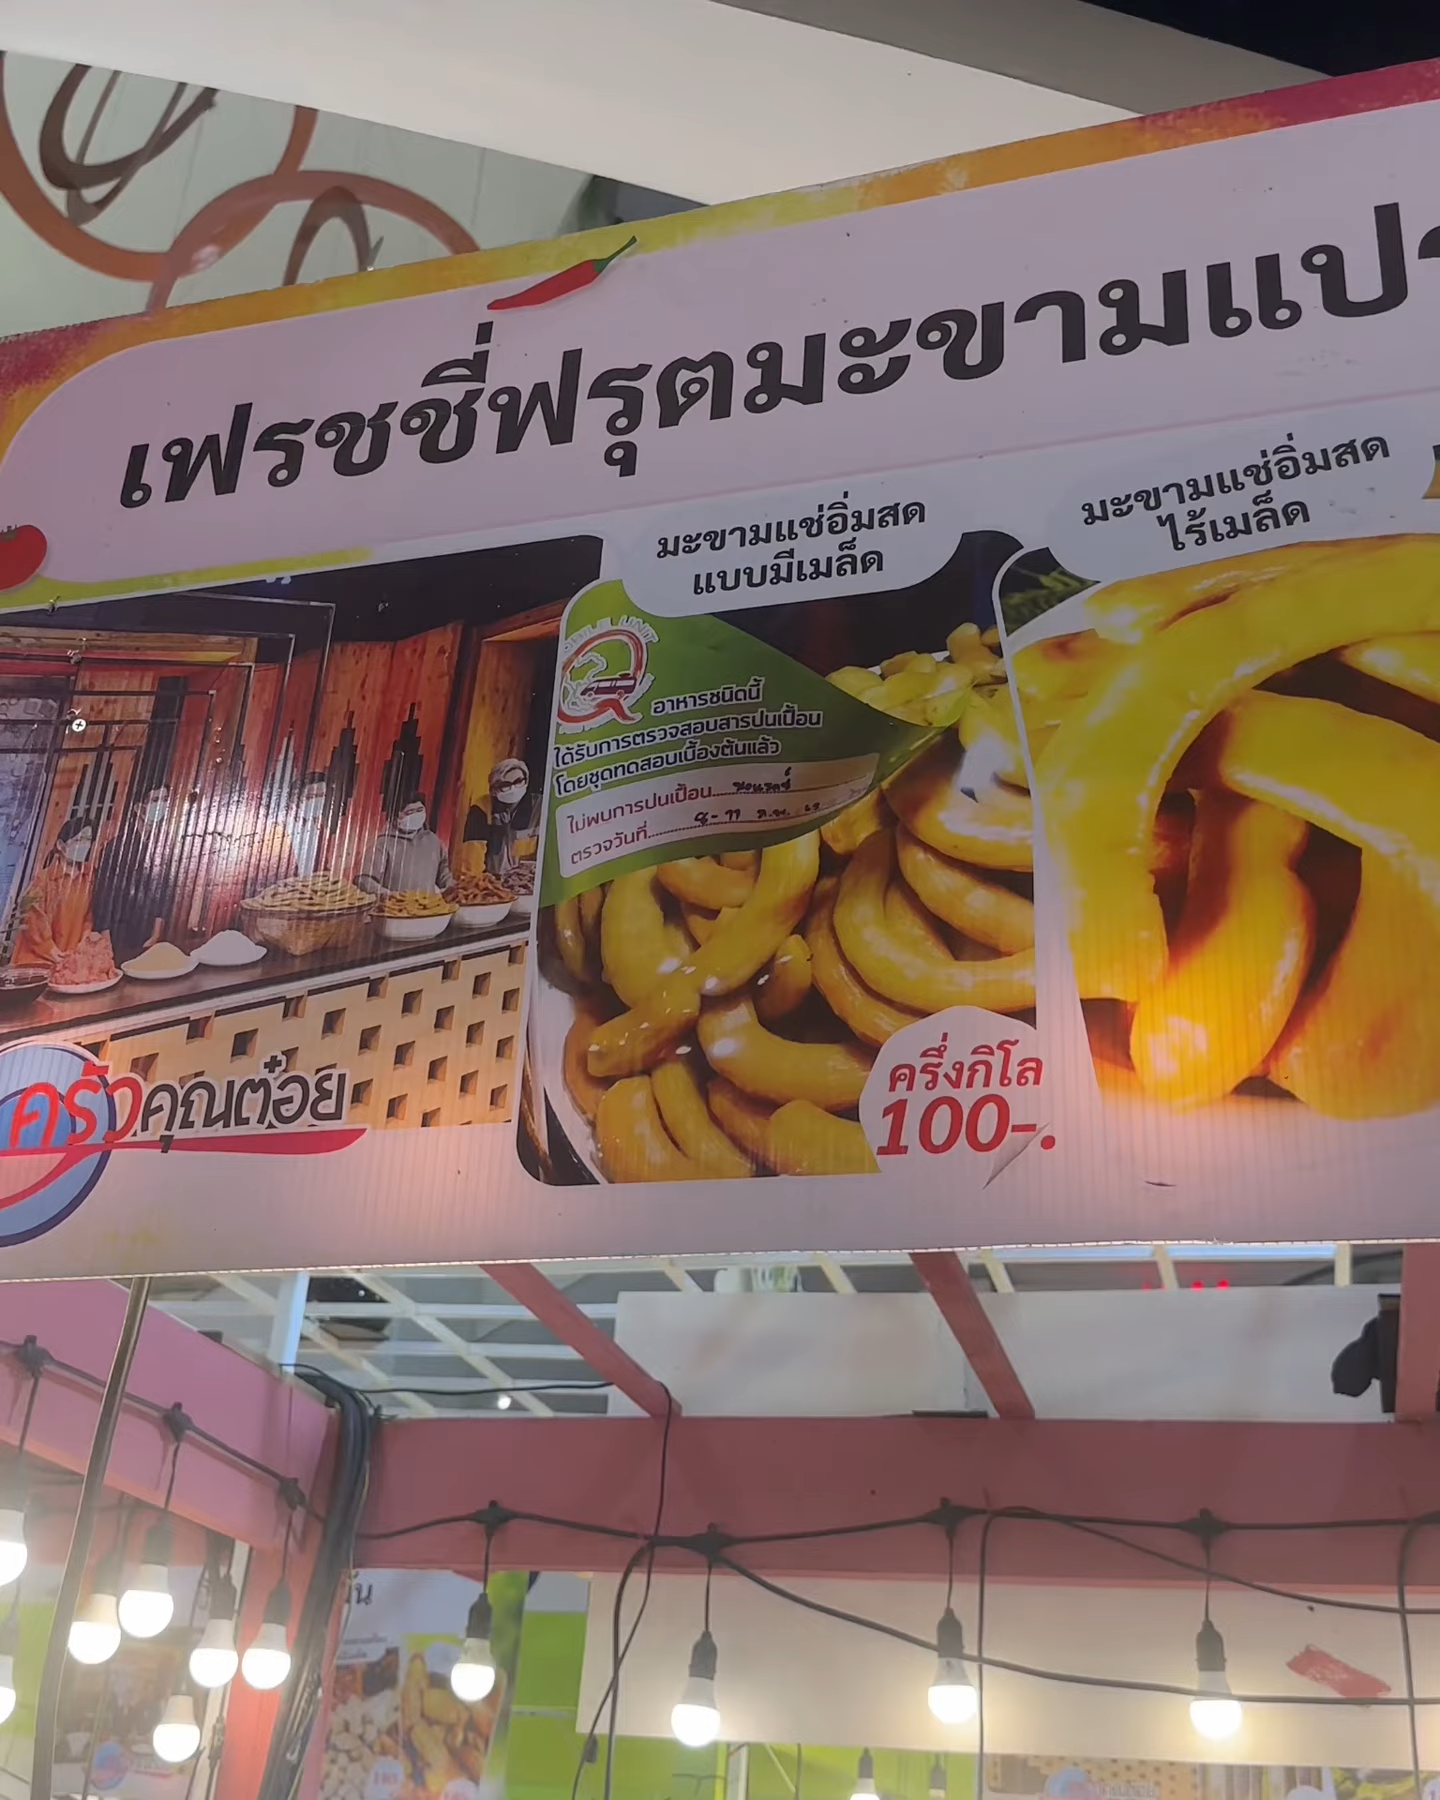 เฟรชชี่ฟรุตมะขามแปร
มะขามแช่อิ่มสด
แบบมีเมล็ด
มะขามแช่อิ่มสด
ไร้เมล็ด
MOBILE UNIT
อาหารชนิดนี้
ได้รับการตรวจสอบสารปนเปื้อน
โดยชุดทดสอบเบื้องต้นแล้ว
ไม่พบการปนเปื้อน
ตรวจวันที่ 8-11
ครัวคุณต๋อย
ครึ่งกิโล
100-.